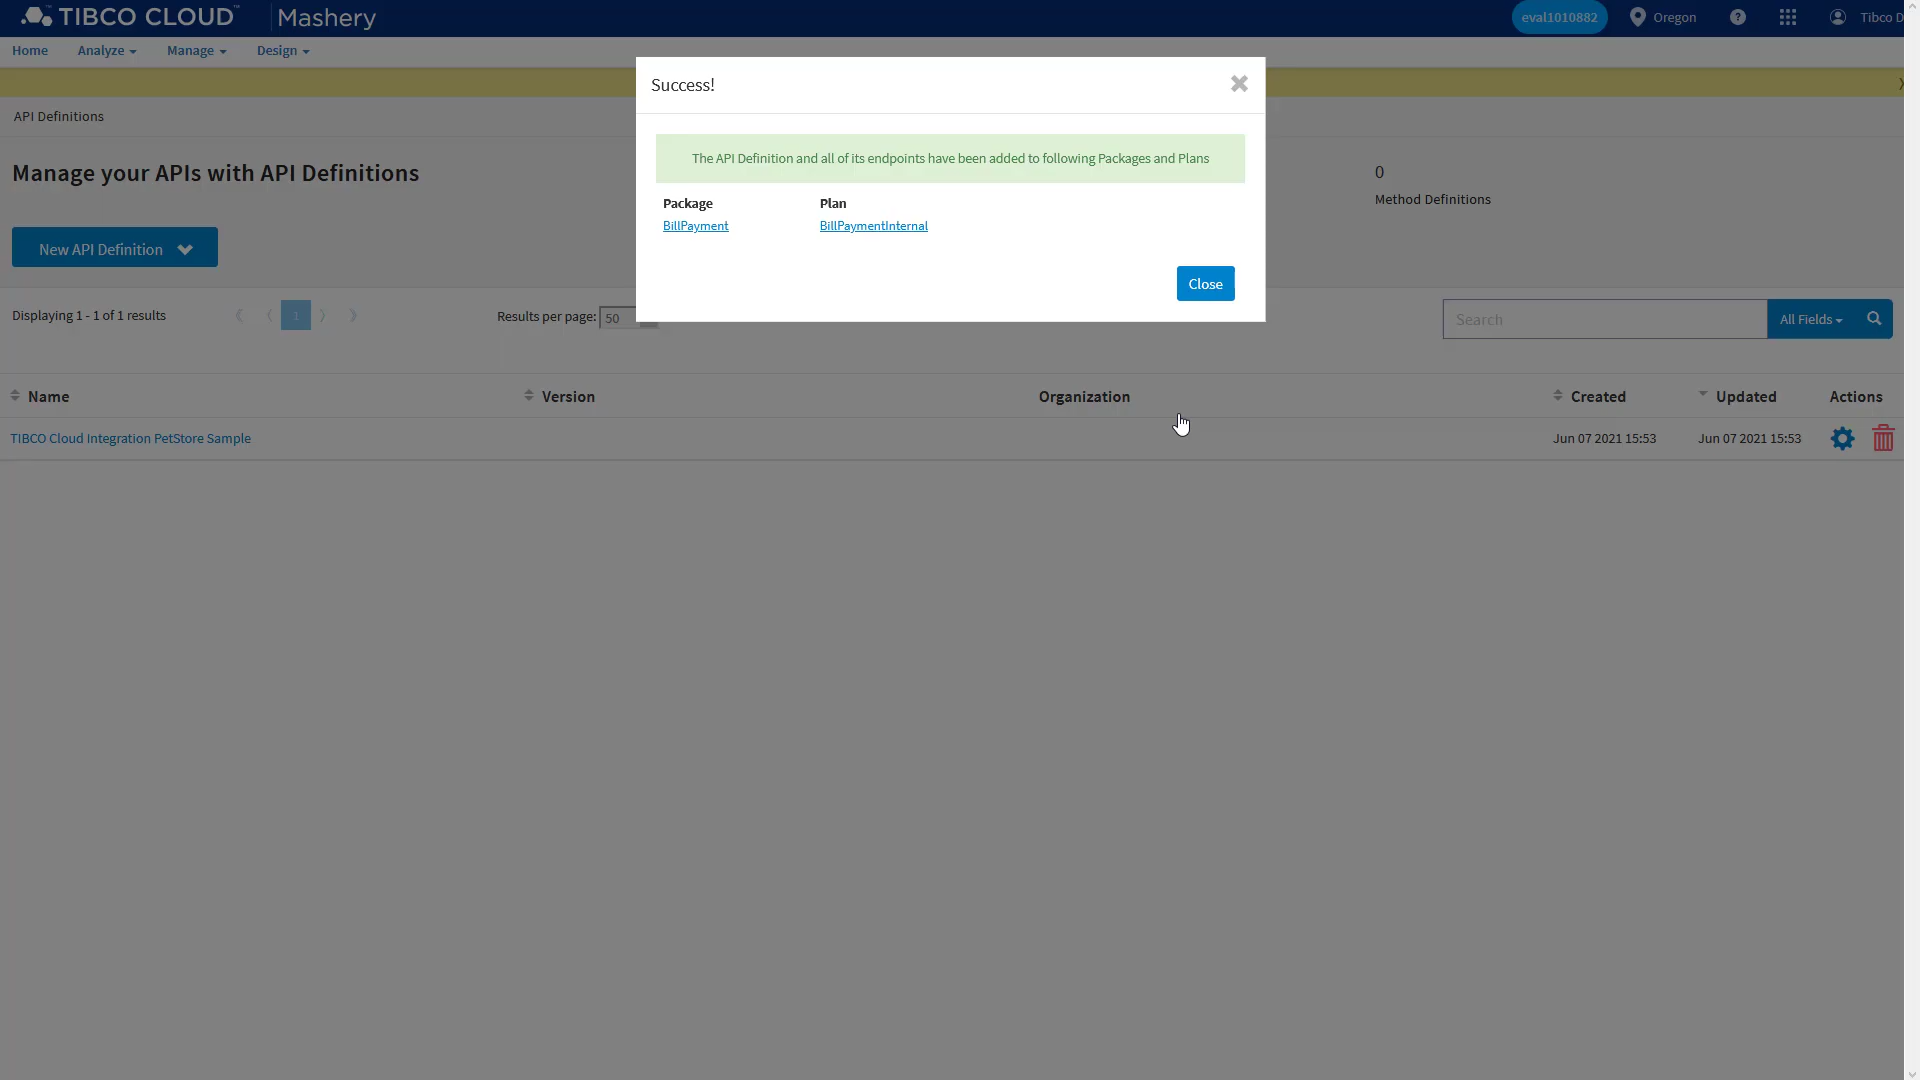 TIBCO CLOUD™ Mashery
eval1010882 Oregon ? Tibco D
Home Analyze Manage Design
Success!
API Definitions
The API Definition and all of its endpoints have been added to following Packages and Plans
Manage your APIs with API Definitions
0
Method Definitions
Package Plan
BillPayment BillPaymentInternal
New API Definition
Close
Displaying 1 - 1 of 1 results
1
Results per page: 50
Search
All Fields
Name Version Organization Created Updated Actions
TIBCO Cloud Integration PetStore Sample Jun 07 2021 15:53 Jun 07 2021 15:53